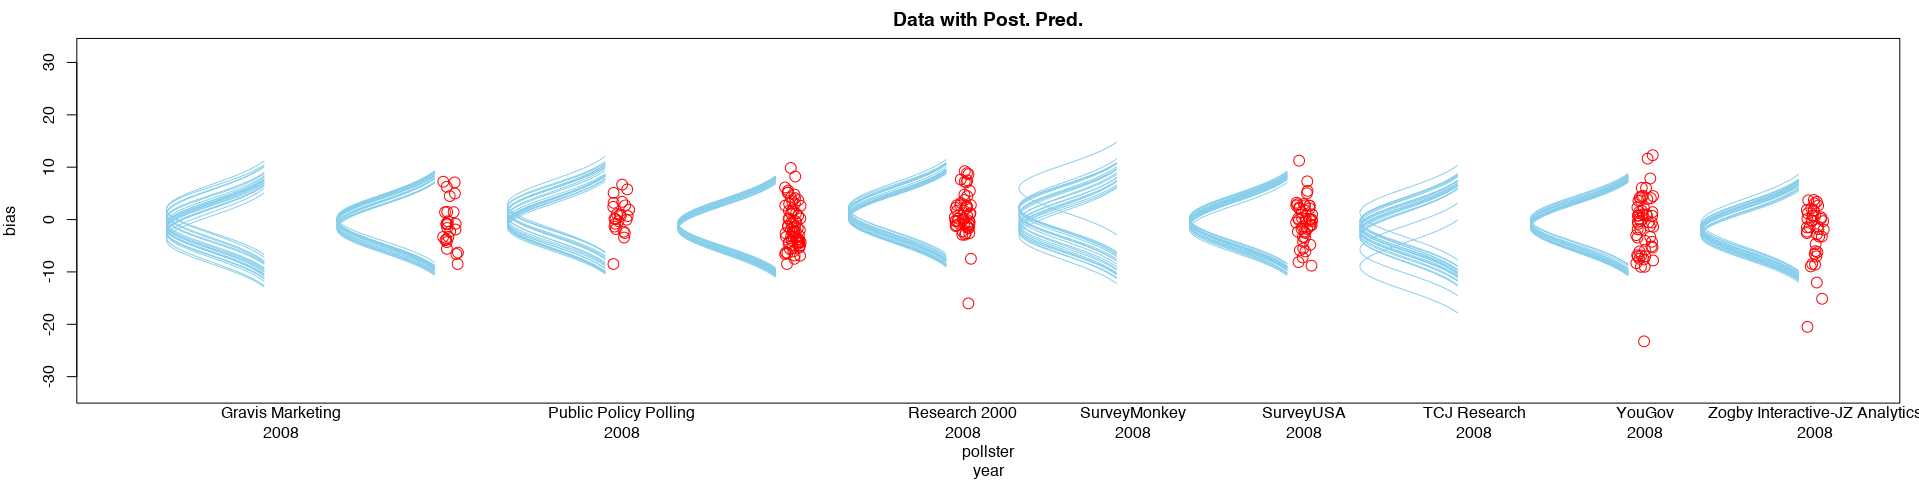 Data with Post. Pred.
bias
30
20
10
0
-10
-20
-30
Gravis Marketing
2008
Public Policy Polling
2008
Research 2000
2008
SurveyMonkey
2008
SurveyUSA
2008
TCJ Research
2008
YouGov
2008
Zogby Interactive-JZ Analytics
2008
pollster
year